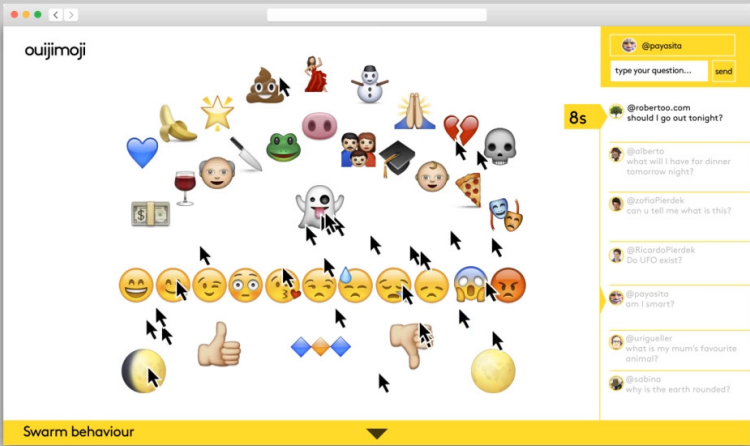 ouijimoji
@payasita
type your question...
send
8s
@robertoo.com
should I go out tonight?
@alberto
what will I have for dinner
tomorrow night?
@zofiaPierdek
can u tell me what is this?
@RicardoPierdek
Do UFO exist?
@payasita
am I smart?
@urigueller
what is my mum's favourite
animal?
@sabina
why is the earth rounded?
Swarm behaviour